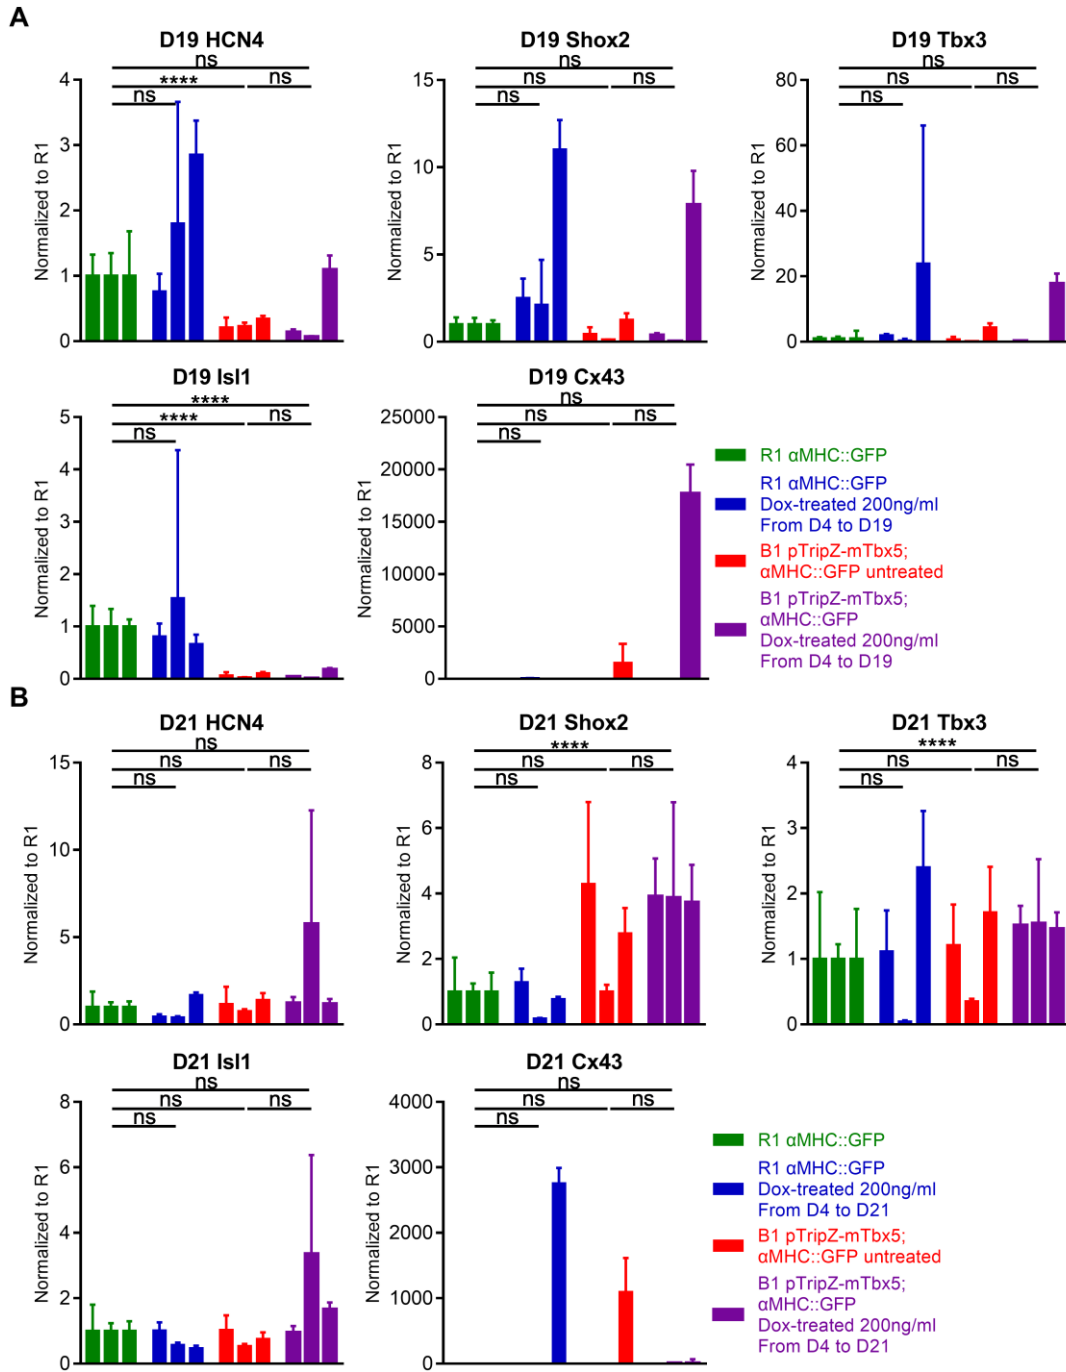 A
D19 HCN4
ns
****
ns
ns
4
3
2
1
0
Normalized to R1
D19 Shox2
ns
ns
ns
ns
15
10
5
0
Normalized to R1
D19 Tbx3
ns
ns
ns
ns
80
60
40
20
0
Normalized to R1
D19 Isl1
****
****
ns
ns
5
4
3
2
1
0
Normalized to R1
D19 Cx43
ns
ns
ns
ns
25000
20000
15000
10000
5000
0
Normalized to R1
R1 αMHC::GFP
R1 αMHC::GFP
Dox-treated 200ng/ml
From D4 to D19
B1 pTripZ-mTbx5;
αMHC::GFP untreated
B1 pTripZ-mTbx5;
αMHC::GFP
Dox-treated 200ng/ml
From D4 to D19
B
D21 HCN4
ns
ns
ns
ns
15
10
5
0
Normalized to R1
D21 Shox2
****
ns
ns
ns
8
6
4
2
0
Normalized to R1
D21 Tbx3
****
ns
ns
ns
4
3
2
1
0
Normalized to R1
D21 Isl1
ns
ns
ns
ns
8
6
4
2
0
Normalized to R1
D21 Cx43
ns
ns
ns
ns
4000
3000
2000
1000
0
Normalized to R1
R1 αMHC::GFP
R1 αMHC::GFP
Dox-treated 200ng/ml
From D4 to D21
B1 pTripZ-mTbx5;
αMHC::GFP untreated
B1 pTripZ-mTbx5;
αMHC::GFP
Dox-treated 200ng/ml
From D4 to D21